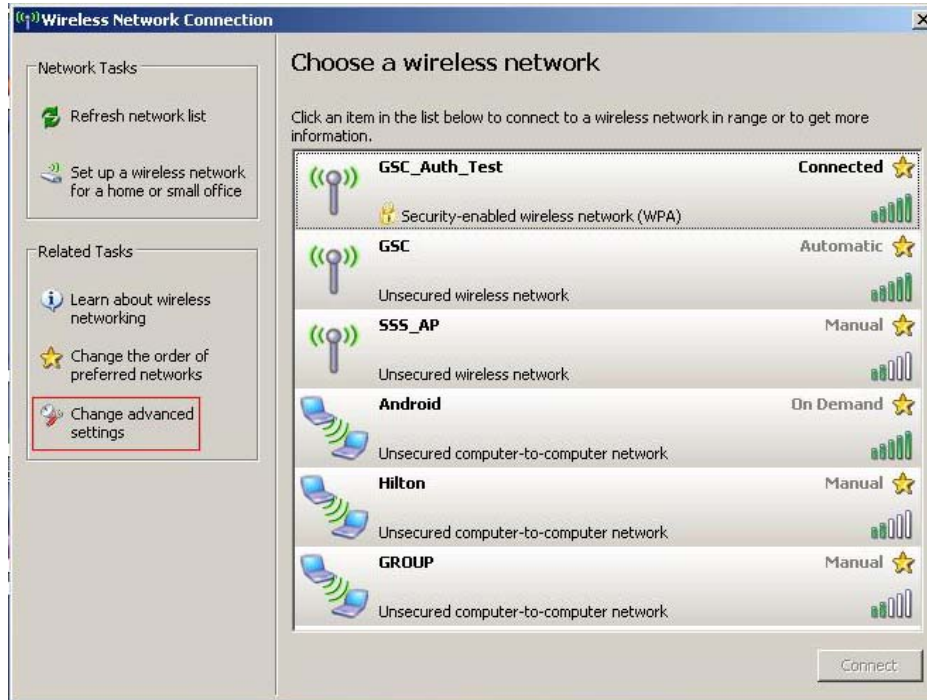 Wireless Network Connection
Network Tasks
Refresh network list
Set up a wireless network
for a home or small office
Related Tasks
Learn about wireless
networking
Change the order of
preferred networks
Change advanced
settings
Choose a wireless network
Click an item in the list below to connect to a wireless network in range or to get more
information.
GSC_Auth_Test Connected
Security-enabled wireless network (WPA)
GSC Automatic
Unsecured wireless network
SSS_AP Manual
Unsecured wireless network
Android On Demand
Unsecured computer-to-computer network
Hilton Manual
Unsecured computer-to-computer network
GROUP Manual
Unsecured computer-to-computer network
Connect